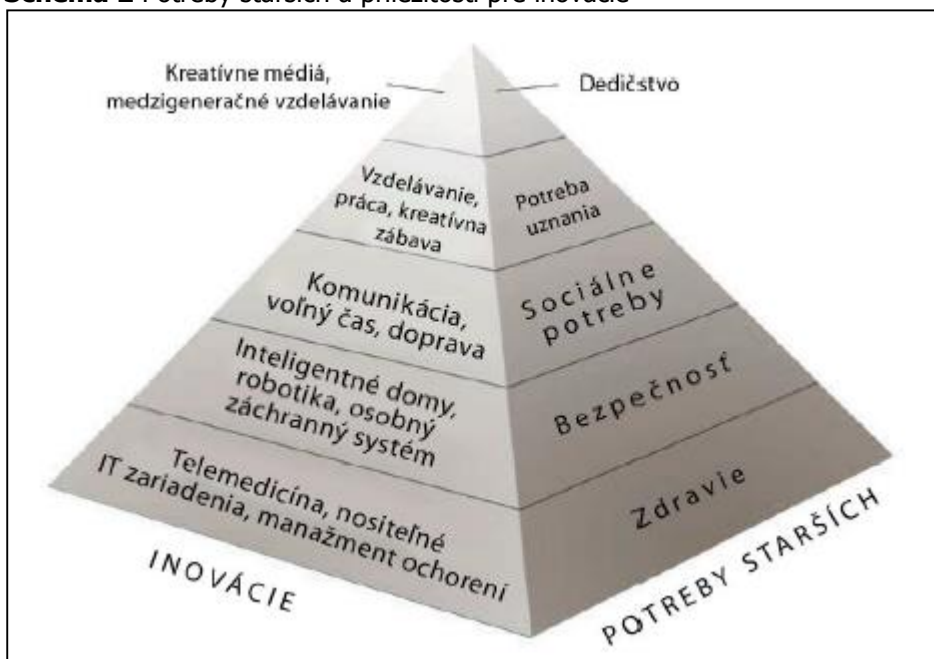 Schéma 2 Potreby starších a príležitosti pre inovácie
Kreatívne médiá,
medzigeneračné vzdelávanie
Dedičstvo
Vzdelávanie,
práca, kreatívna
zábava
Potreba
uznania
Komunikácia,
voľný čas, doprava
Sociálne
potreby
Inteligentné domy,
robotika, osobný
záchranný systém
Bezpečnosť
Telemedicína, nositeľné
IT zariadenia, manažment ochorení
Zdravie
INOVÁCIE
POTREBY STARŠÍCH